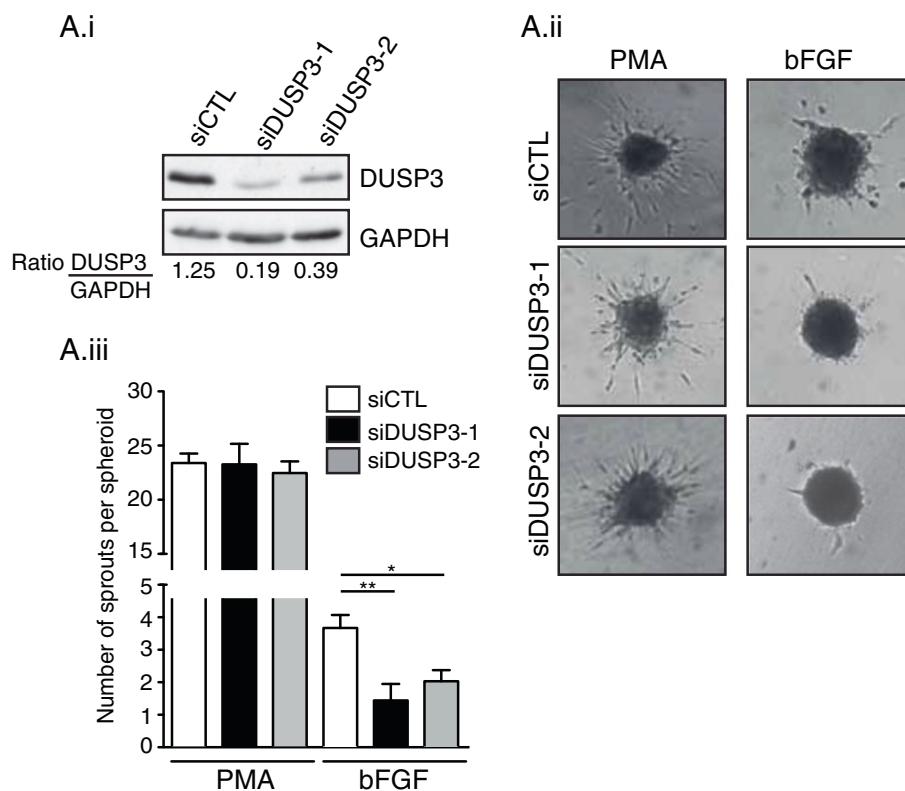 A.i
siCTL
siDUSP3-1
siDUSP3-2
DUSP3
GAPDH
Ratio DUSP3
GAPDH
1.25 0.19 0.39
A.ii
PMA bFGF
siCTL
siDUSP3-1
siDUSP3-2
A.iii
Number of sprouts per spheroid
30
25
20
15
5
4
3
2
1
0
siCTL
siDUSP3-1
siDUSP3-2
*
**
PMA bFGF